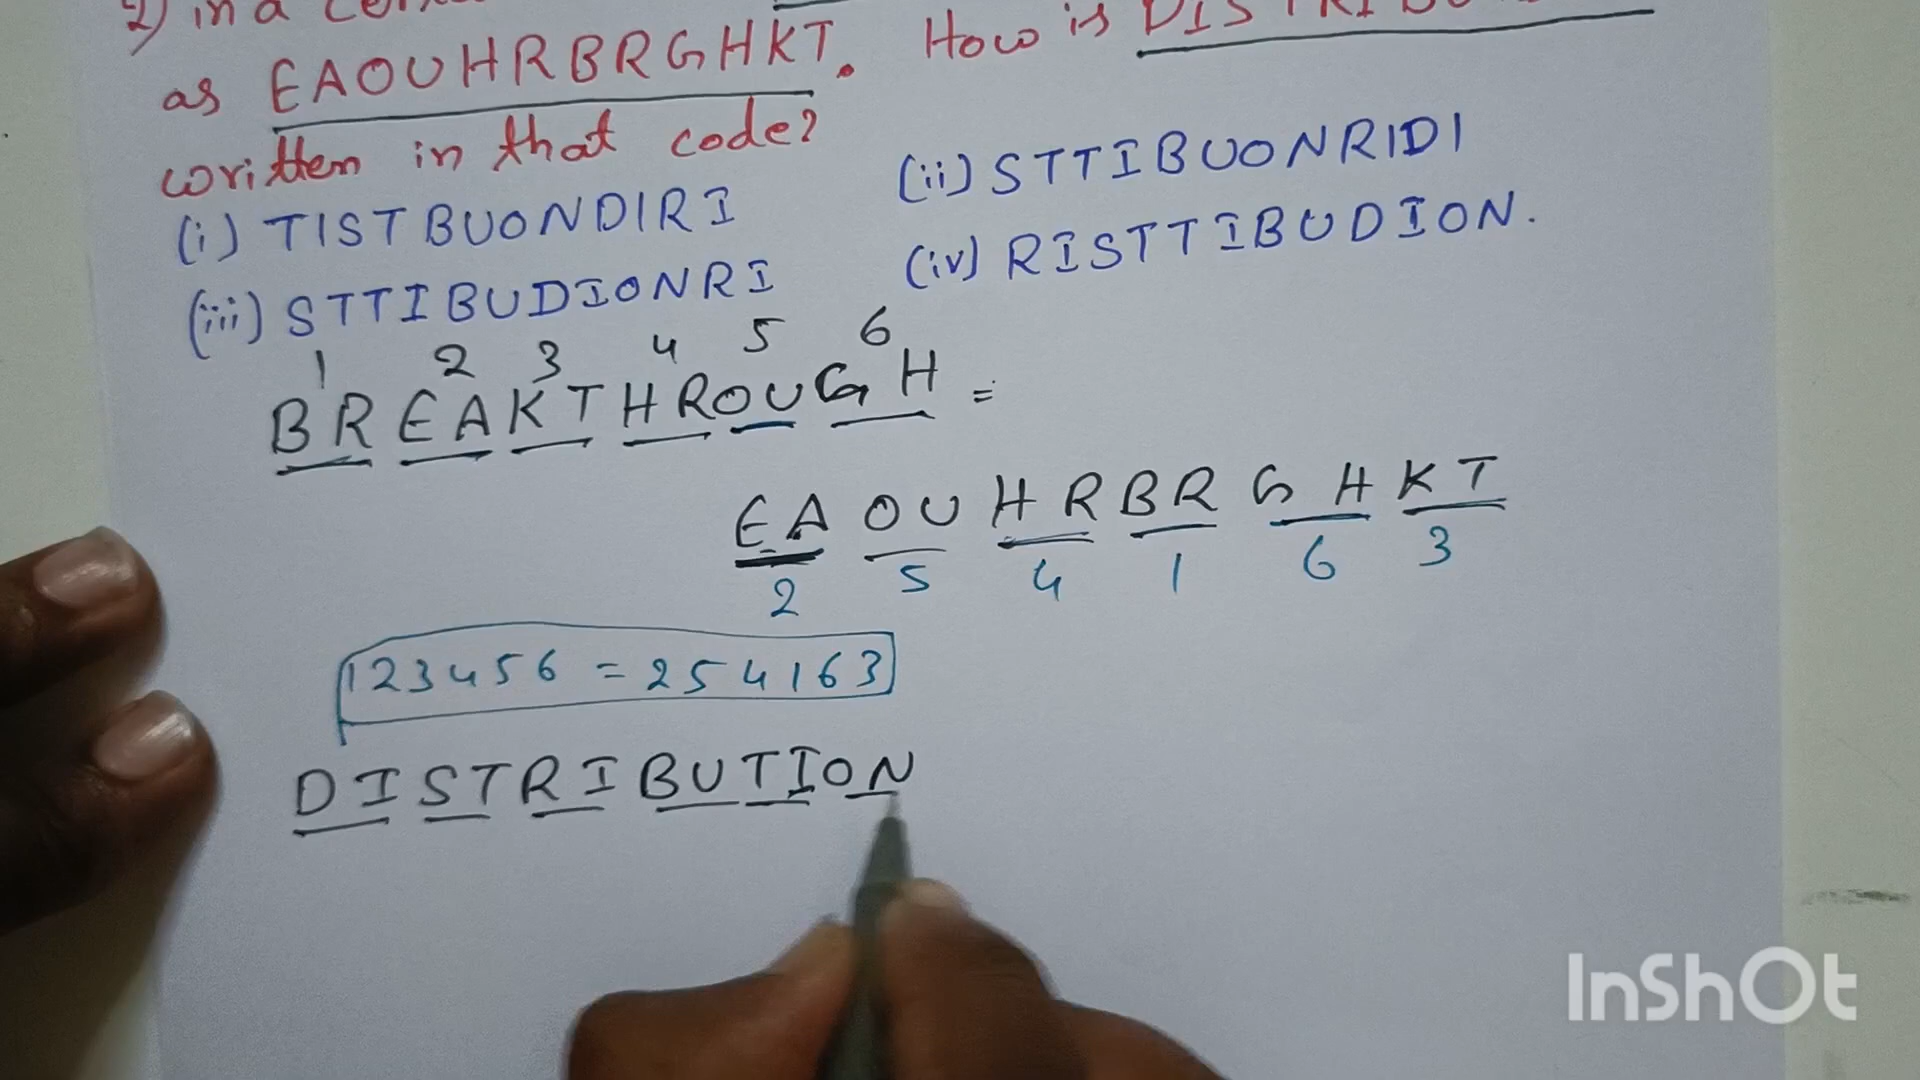 2) in a
as EAOUHRBRGHKT. How is
written in that code?
(i) TISTBUONDIRI (ii) STTIBUONRIDI
(iii) STTIBUDIONRI (iv) RISTTIBUDION.
1 2 3 4 5 6
BREAKTHROUGH =
EA OU HR BR GH KT
2 5 4 1 6 3
123456 = 254163
DISTRIBUTION
InShOt